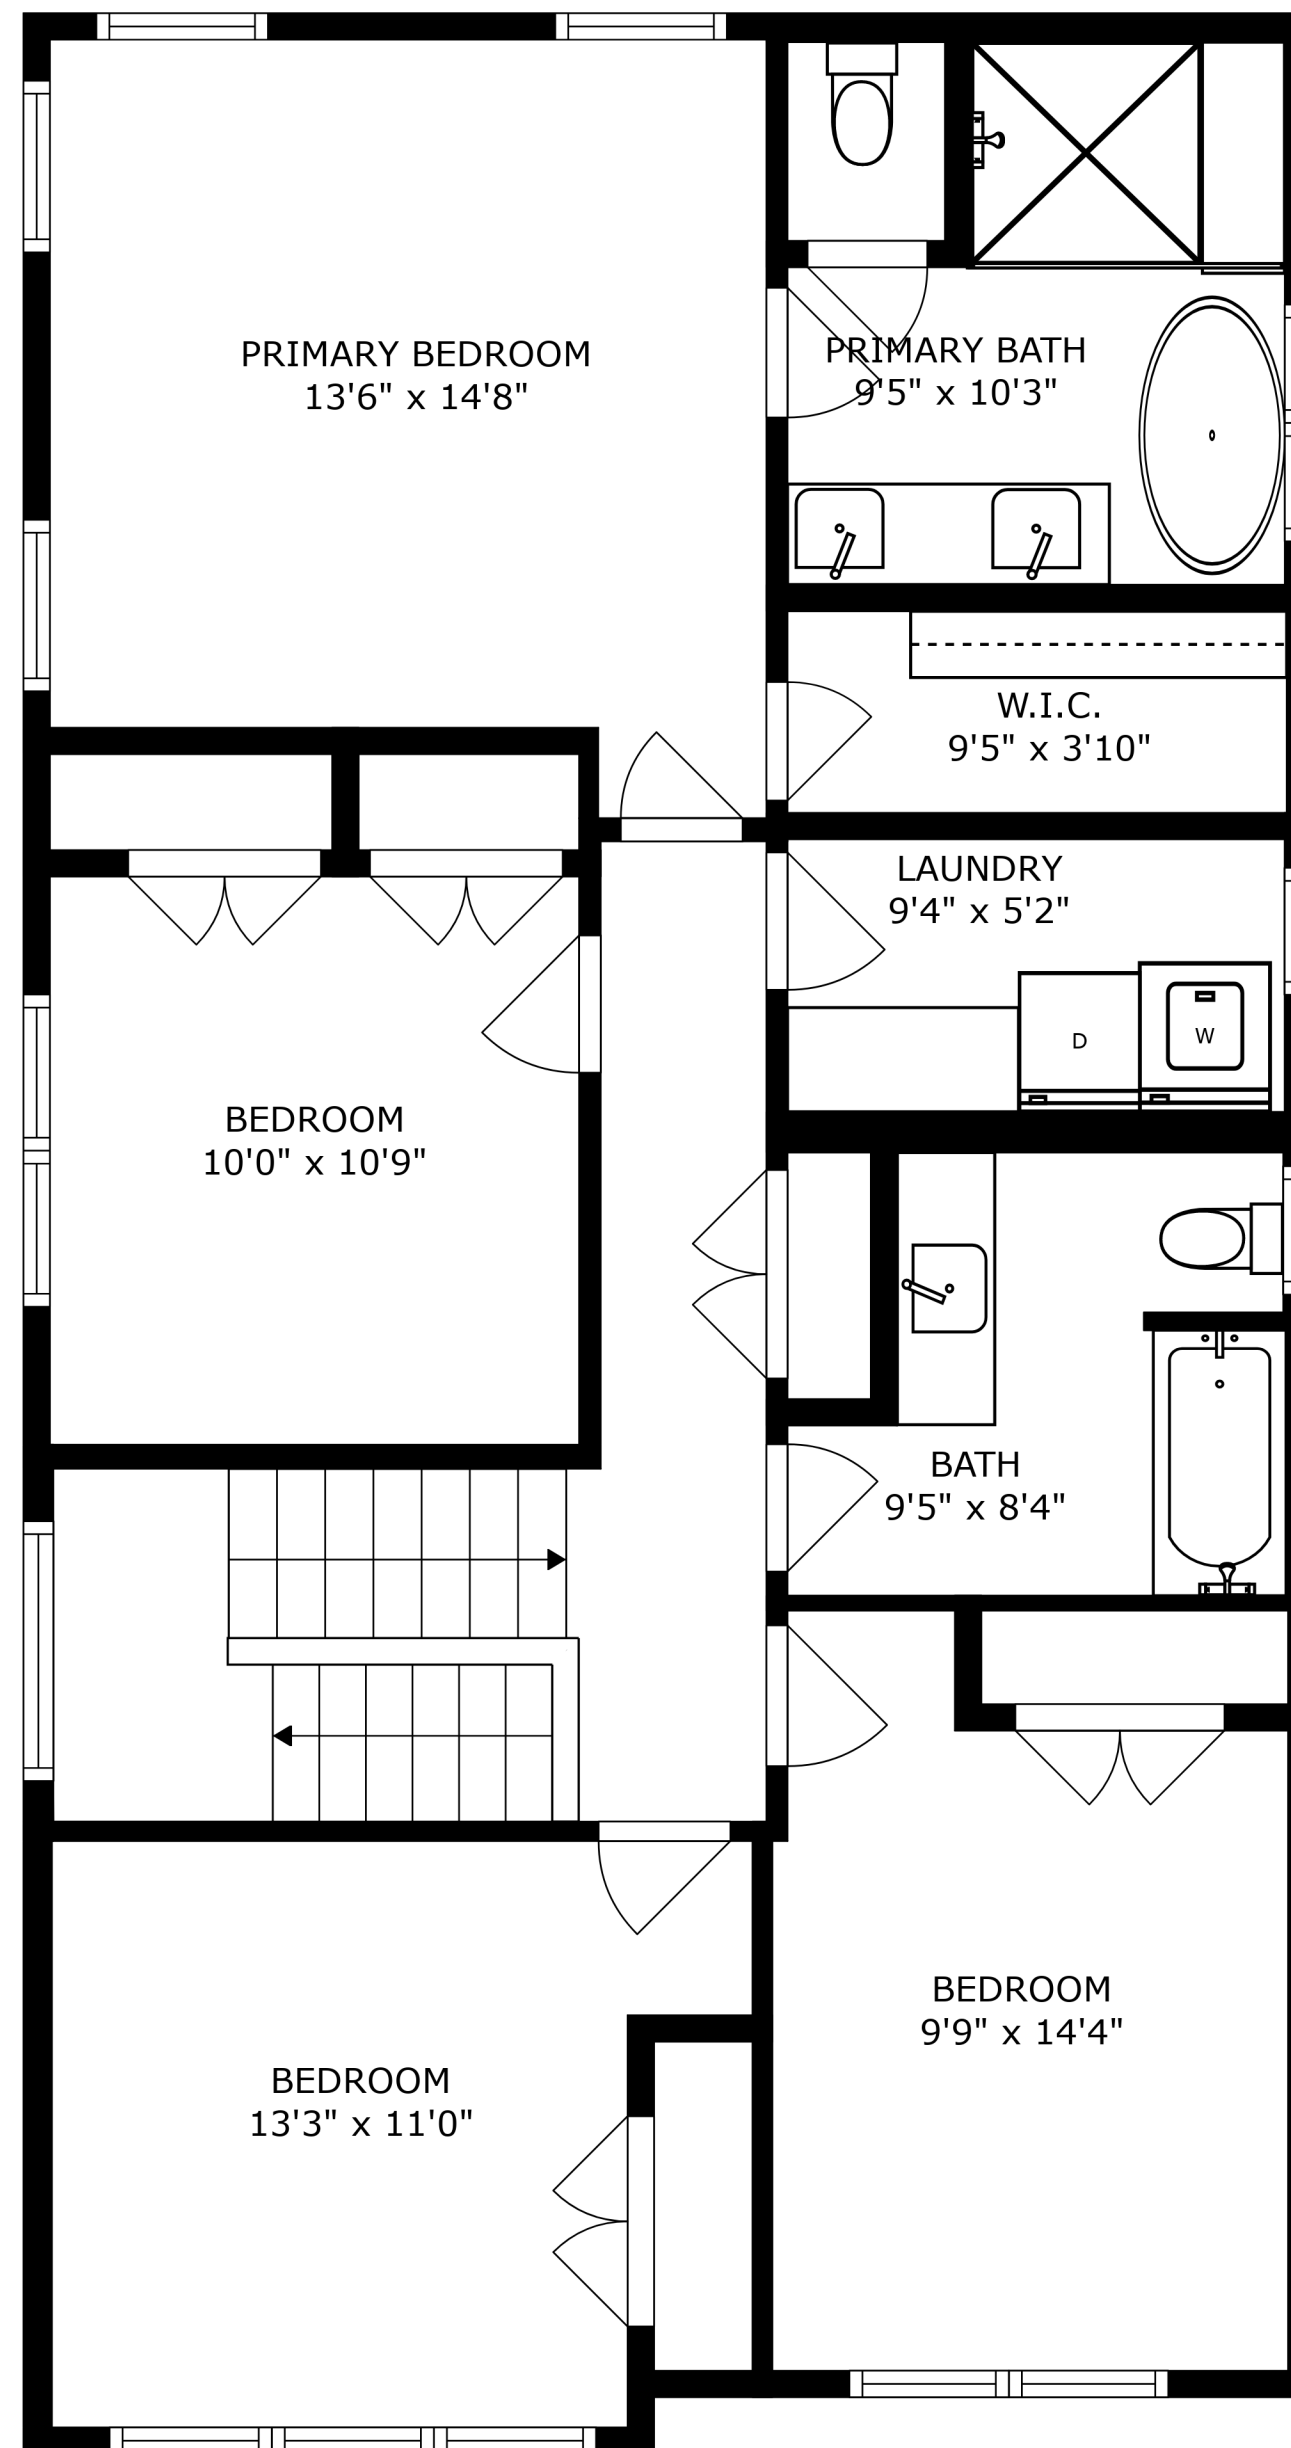 PRIMARY BEDROOM
13'6" x 14'8"
PRIMARY BATH
9'5" x 10'3"
W.I.C.
9'5" x 3'10"
LAUNDRY
9'4" x 5'2"
D
W
BEDROOM
10'0" x 10'9"
BATH
9'5" x 8'4"
BEDROOM
9'9" x 14'4"
BEDROOM
13'3" x 11'0"